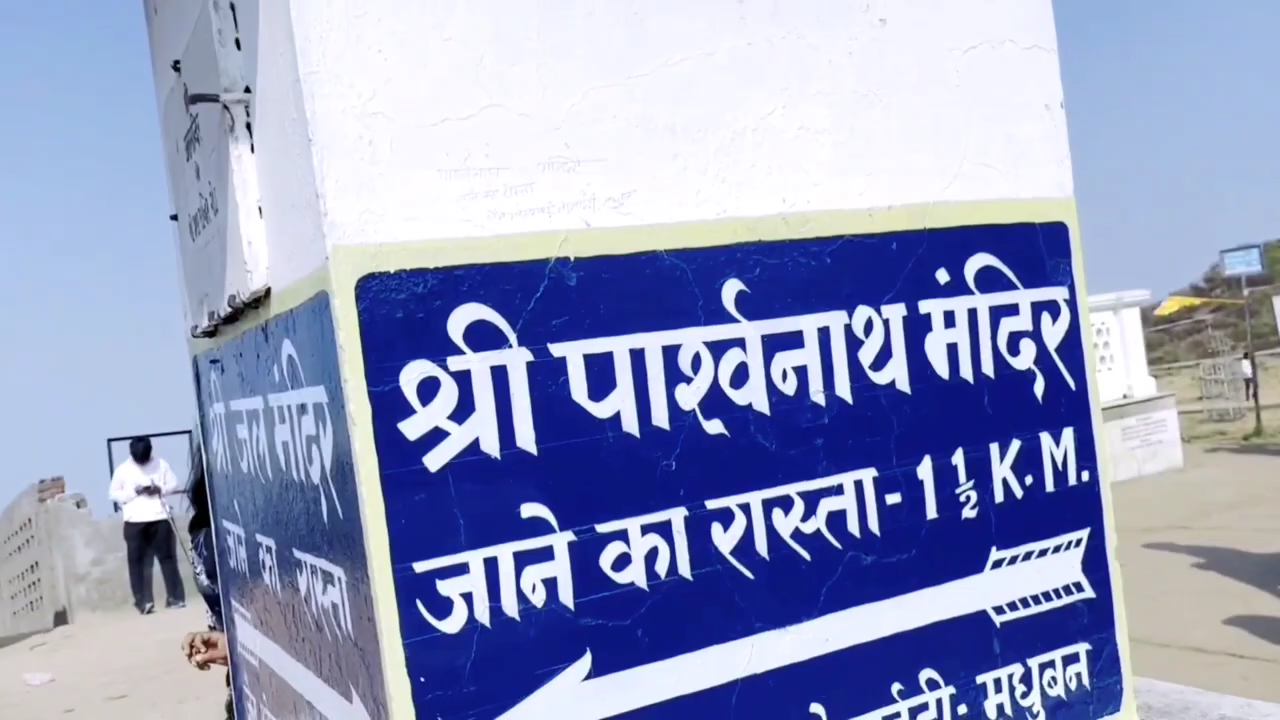 श्री जल मंदिर
जाने का रास्ता
श्री पार्श्वनाथ मंदिर
जाने का रास्ता - 1 ½ K. M.
मधुबन